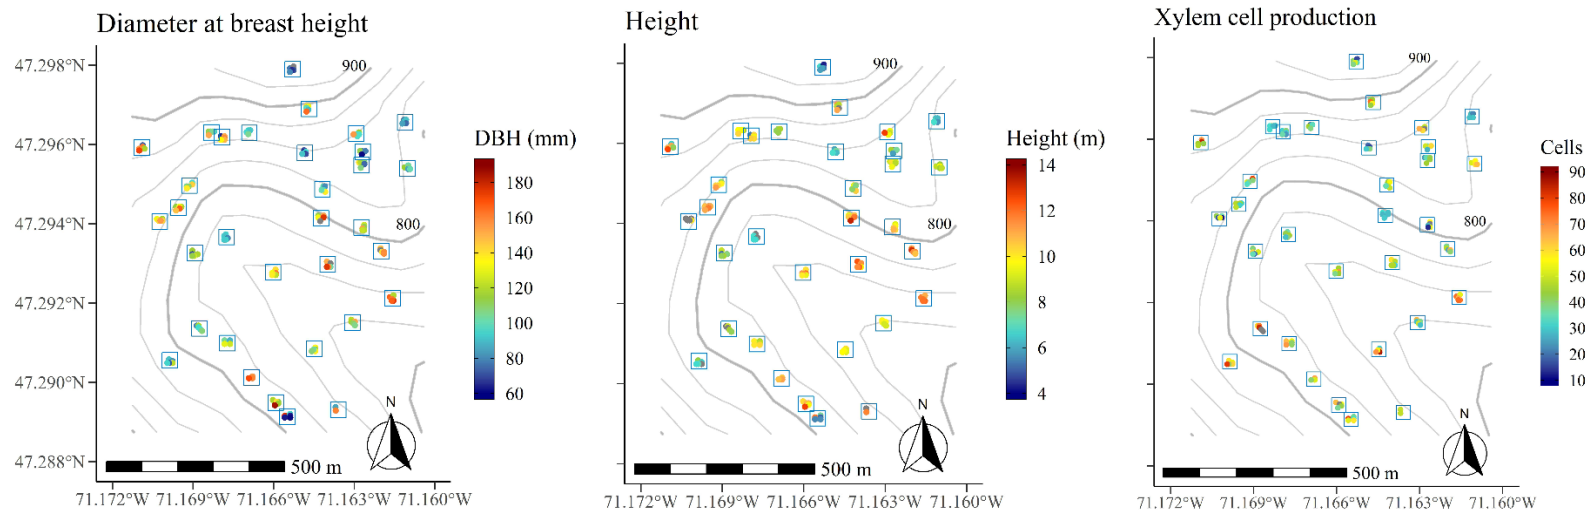 Diameter at breast height
47.298°N
47.296°N
47.294°N
47.292°N
47.290°N
47.288°N
900
800
N
500 m
71.172°W 71.169°W 71.166°W 71.163°W 71.160°W
DBH (mm)
180
160
140
120
100
80
60
Height
900
800
N
500 m
71.172°W 71.169°W 71.166°W 71.163°W 71.160°W
Height (m)
14
12
10
8
6
4
Xylem cell production
900
800
N
500 m
71.172°W 71.169°W 71.166°W 71.163°W 71.160°W
Cells
90
80
70
60
50
40
30
20
10